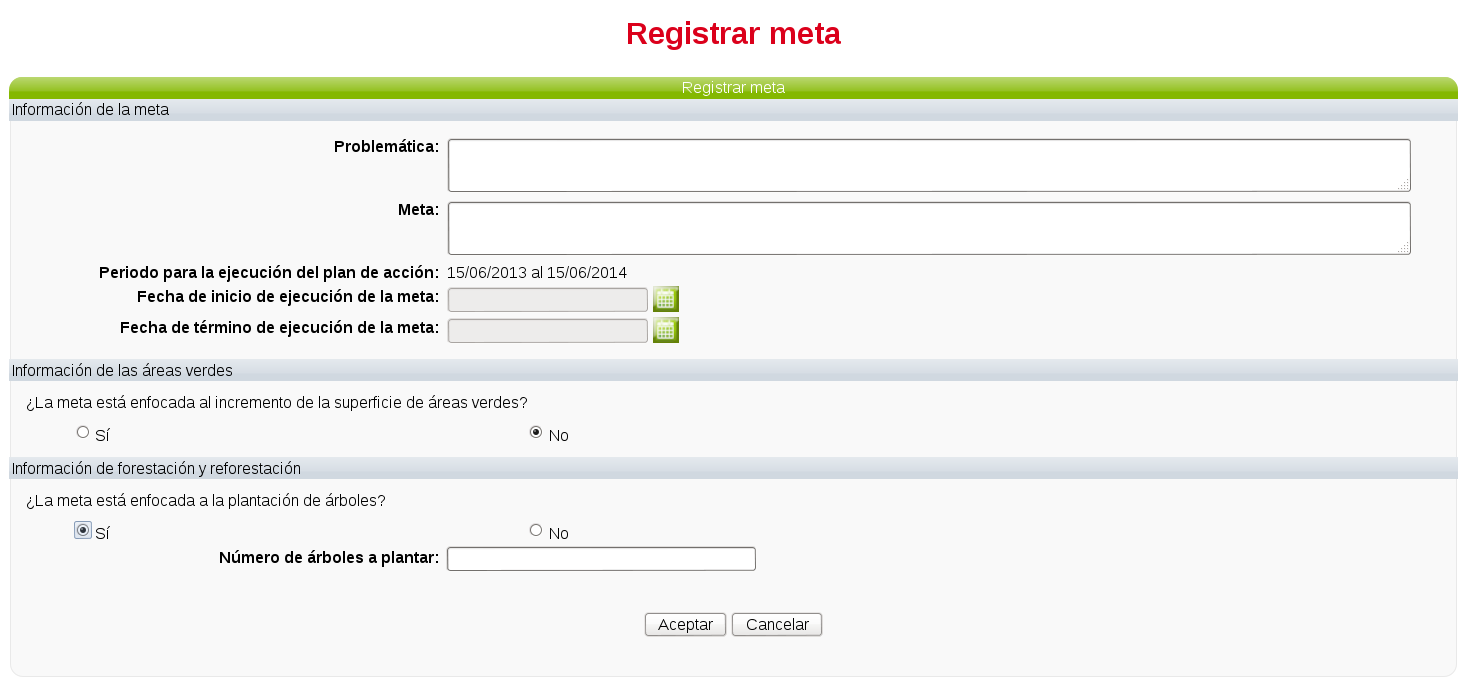 Registrar meta
Registrar meta
Información de la meta
Problemática:
Meta:
Periodo para la ejecución del plan de acción: 15/06/2013 al 15/06/2014
Fecha de inicio de ejecución de la meta:
Fecha de término de ejecución de la meta:
Información de las áreas verdes
¿La meta está enfocada al incremento de la superficie de áreas verdes?
Sí No
Información de forestación y reforestación
¿La meta está enfocada a la plantación de árboles?
Sí No
Número de árboles a plantar:
Aceptar Cancelar